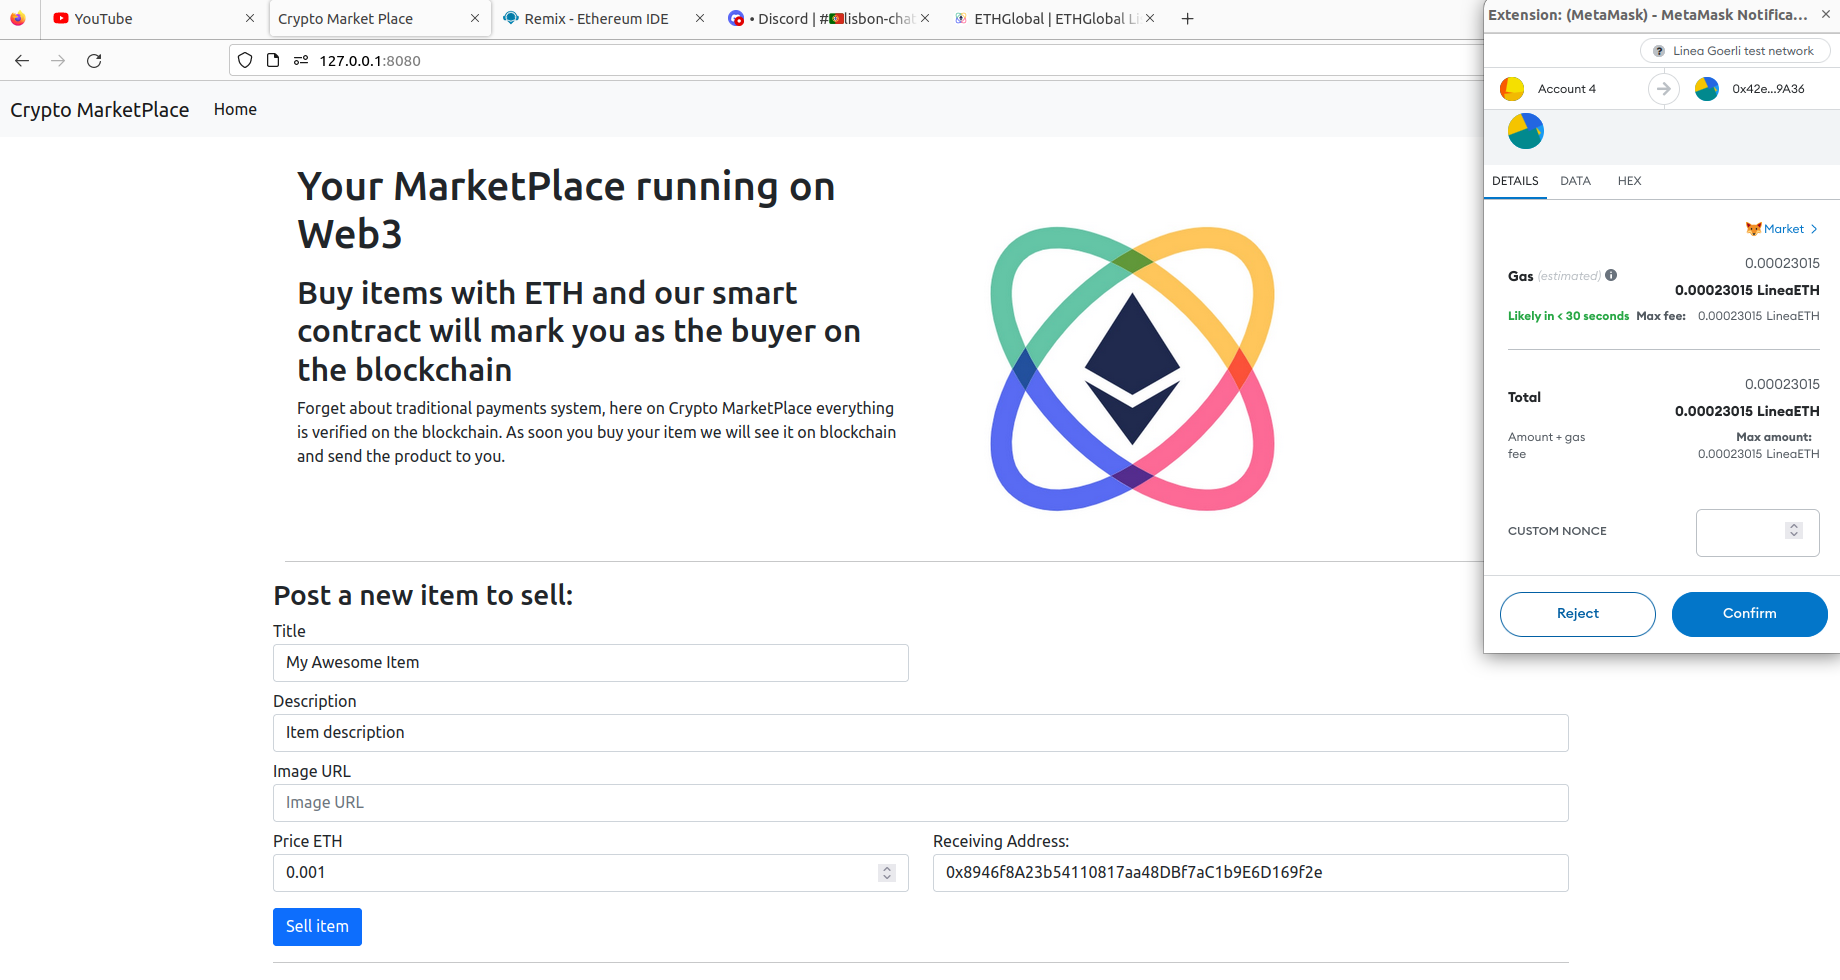 YouTube
Crypto Market Place
Remix - Ethereum IDE
• Discord | #🇵🇹lisbon-chat
ETHGlobal | ETHGlobal Li
127.0.0.1:8080
Crypto MarketPlace
Home
Your MarketPlace running on
Web3
Buy items with ETH and our smart
contract will mark you as the buyer on
the blockchain
Forget about traditional payments system, here on Crypto MarketPlace everything
is verified on the blockchain. As soon you buy your item we will see it on blockchain
and send the product to you.
Post a new item to sell:
Title
My Awesome Item
Description
Item description
Image URL
Image URL
Price ETH
0.001
Receiving Address:
0x8946f8A23b54110817aa48DBf7aC1b9E6D169f2e
Sell item
Extension: (MetaMask) - MetaMask Notifica...
Linea Goerli test network
Account 4
0x42e...9A36
DETAILS
DATA
HEX
Market >
0.00023015
Gas (estimated)
0.00023015 LineaETH
Likely in < 30 seconds Max fee: 0.00023015 LineaETH
0.00023015
Total
0.00023015 LineaETH
Amount + gas
fee
Max amount:
0.00023015 LineaETH
CUSTOM NONCE
Reject
Confirm